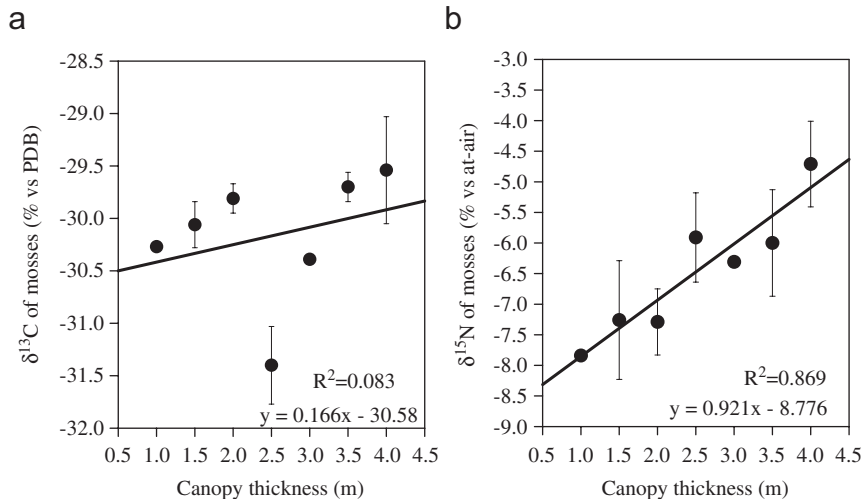 a
-28.5
-29.0
-29.5
-30.0
-30.5
-31.0
-31.5
-32.0
δ¹³C of mosses (% vs PDB)
R²=0.083
y = 0.166x - 30.58
0.5 1.0 1.5 2.0 2.5 3.0 3.5 4.0 4.5
Canopy thickness (m)
b
-3.0
-3.5
-4.0
-4.5
-5.0
-5.5
-6.0
-6.5
-7.0
-7.5
-8.0
-8.5
-9.0
δ¹⁵N of mosses (% vs at-air)
R²=0.869
y = 0.921x - 8.776
0.5 1.0 1.5 2.0 2.5 3.0 3.5 4.0 4.5
Canopy thickness (m)